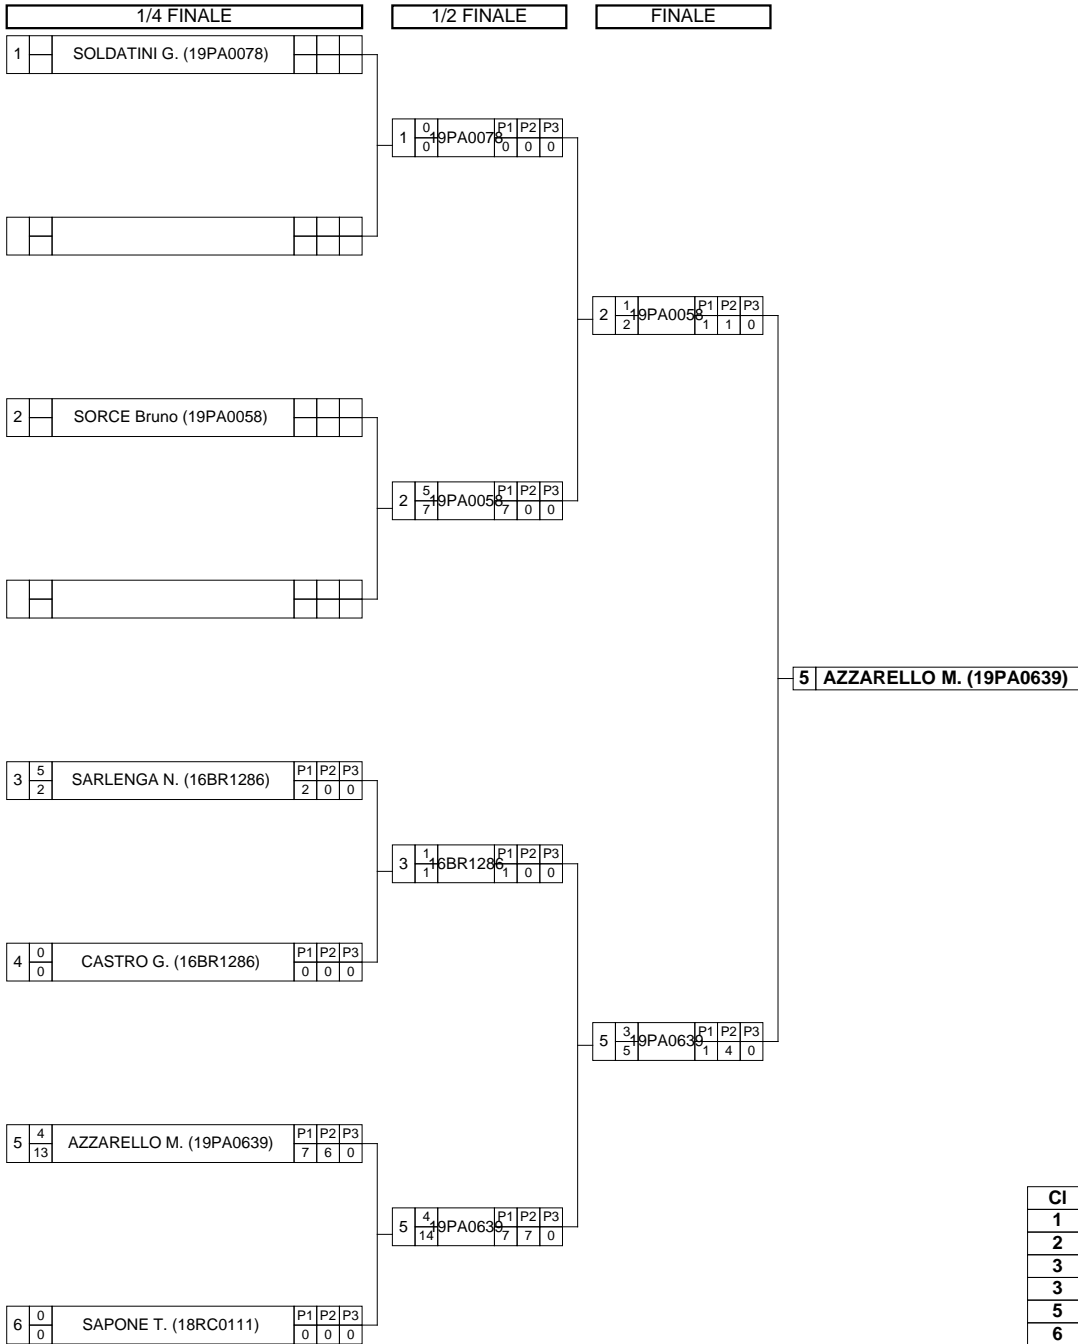 1/4 FINALE 1/2 FINALE FINALE
1 SOLDATINI G. (19PA0078)
1 0 0 19PA0078 P1 P2 P3 0 0 0
2 1 2 19PA0058 P1 P2 P3 1 1 0
2 SORCE Bruno (19PA0058)
2 5 7 19PA0058 P1 P2 P3 7 0 0
5 AZZARELLO M. (19PA0639)
3 5 2 SARLENGA N. (16BR1286) P1 P2 P3 2 0 0
3 1 1 16BR1286 P1 P2 P3 1 0 0
4 0 0 CASTRO G. (16BR1286) P1 P2 P3 0 0 0
5 3 5 19PA0639 P1 P2 P3 1 4 0
5 4 13 AZZARELLO M. (19PA0639) P1 P2 P3 7 6 0
5 4 14 19PA0639 P1 P2 P3 7 7 0
6 0 0 SAPONE T. (18RC0111) P1 P2 P3 0 0 0
Cl
1
2
3
3
5
6